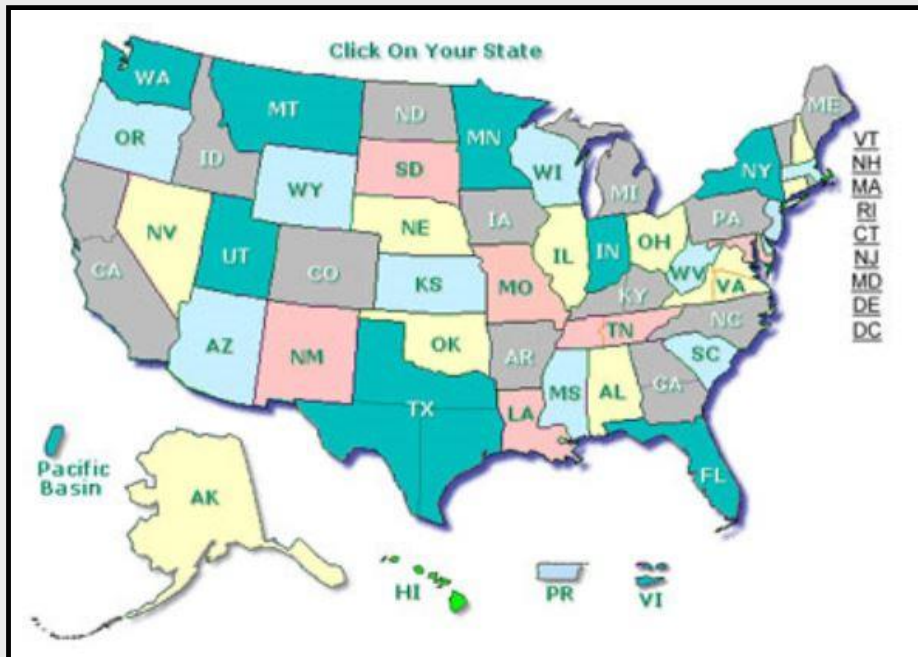 Click On Your State
WA
MT
ND
MN
ME
OR
ID
SD
WI
NY
VT
WY
MI
NH
MA
IA
PA
RI
NV
NE
CT
UT
IL
IN
OH
NJ
CA
CO
KS
MO
WV
VA
MD
KY
DE
NC
DC
AZ
NM
OK
AR
TN
SC
MS
AL
GA
TX
LA
FL
Pacific
Basin
AK
HI
PR
VI